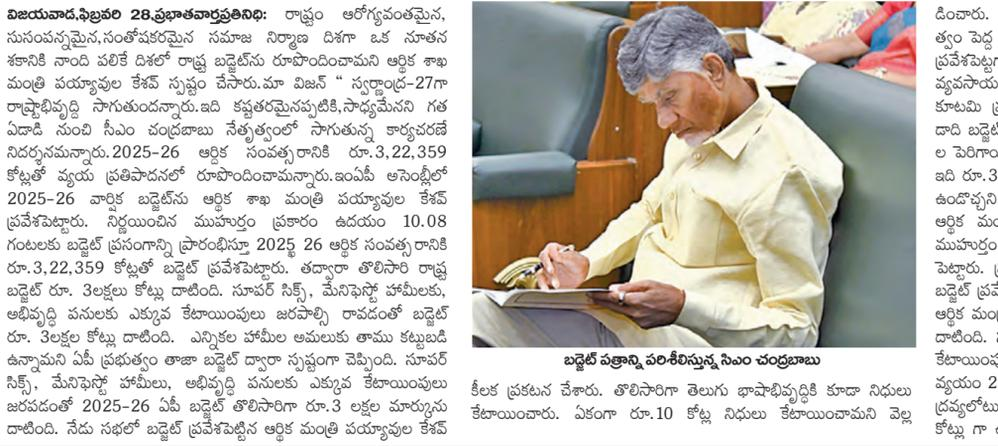 విజయవాడ,ఫిబ్రవరి 28,ప్రభాతవార్తప్రతినిధి: రాష్ట్రం ఆరోగ్యవంతమైన,
సుసంపన్నమైన,సంతోషకరమైన సమాజ నిర్మాణ దిశగా ఒక నూతన
శకానికి నాంది పలికే దిశలో రాష్ట్ర బడ్జెట్‌ను రూపొందించామని ఆర్థిక శాఖ
మంత్రి పయ్యావుల కేశవ్ స్పష్టం చేసారు.మా విజన్ “ స్వర్ణాంధ్ర-27గా
రాష్ట్రాభివృద్ది సాగుతుందన్నారు.ఇది కష్టతరమైనప్పటికి,సాధ్యమేనని గత
ఏడాడి నుంచి సీఎం చంద్రబాబు నేతృత్వంలో సాగుతున్న కార్యచరణే
నిదర్శనమన్నారు.2025-26 ఆర్దిక సంవత్సరానికి రూ.3,22,359
కోట్లతో వ్యయ ప్రతిపాదనలో రూపొందించామన్నారు.ఇంఏపీ అసెంబ్లీలో
2025-26 వార్షిక బడ్జెట్‌ను ఆర్థిక శాఖ మంత్రి పయ్యావుల కేశవ్
ప్రవేశపెట్టారు. నిర్ణయించిన ముహుర్తం ప్రకారం ఉదయం 10.08
గంటలకు బడ్జెట్ ప్రసంగాన్ని ప్రారంభిస్తూ 2025 26 ఆర్థిక సంవత్సరానికి
రూ.3,22,359 కోట్లతో బడ్జెట్ ప్రవేశపెట్టారు. తద్వారా తొలిసారి రాష్ట్ర
బడ్జెట్ రూ. 3లక్షలు కోట్లు దాటింది. సూపర్ సిక్స్, మేనిఫెస్టో హామీలకు,
అభివృద్ధి పనులకు ఎక్కువ కేటాయింపులు జరపాల్సి రావడంతో బడ్జెట్
రూ. 3లక్షల కోట్లు దాటింది. ఎన్నికల హామీల అమలుకు తాము కట్టుబడి
ఉన్నామని ఏపీ ప్రభుత్వం తాజా బడ్జెట్ ద్వారా స్పష్టంగా చెప్పింది. సూపర్
సిక్స్, మేనిఫెస్టో హామీలు, అభివృద్ధి పనులకు ఎక్కువ కేటాయింపులు
జరపడంతో 2025-26 ఏపీ బడ్జెట్ తొలిసారిగా రూ.3 లక్షల మార్కును
దాటింది. నేడు సభలో బడ్జెట్ ప్రవేశపెట్టిన ఆర్థిక మంత్రి పయ్యావుల కేశవ్
బడ్జెట్ పత్రాన్ని పరిశీలిస్తున్న సిఎం చంద్రబాబు
కీలక ప్రకటన చేశారు. తొలిసారిగా తెలుగు భాషాభివృద్ధికి కూడా నిధులు
కేటాయించారు. ఏకంగా రూ.10 కోట్ల నిధులు కేటాయించామని వెల్ల
డించారు.
త్వం పెద్ద
ప్రవేశపెట్టగ
వ్యవసాయ
కూటమి
డాది బడ్జెట్
ల పెరిగాం
ఇది రూ.3
ఉండొచ్చని
ఆర్థిక మం
ముహుర్తం
పెట్టారు.
బడ్జెట్
ఆర్థిక మం
దాటింది.
కేటాయింప
వ్యయం 2
ద్రవ్యలోటు
కోట్లు గా